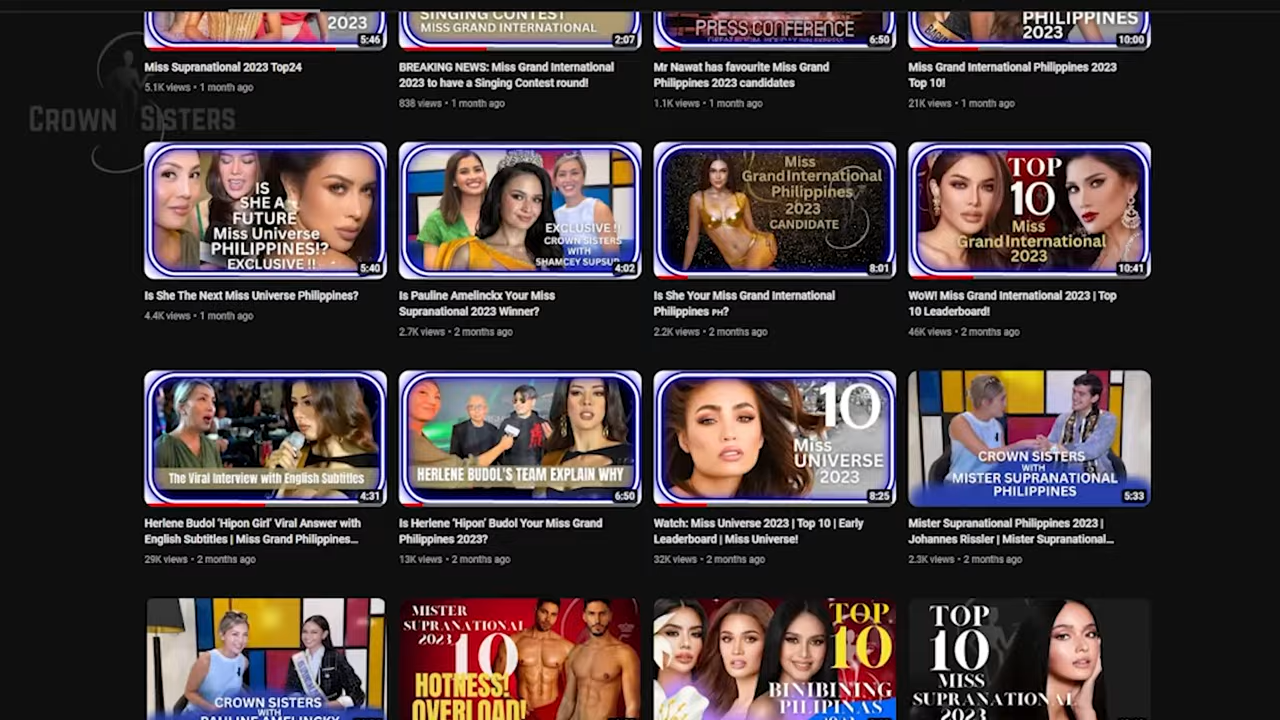 2023
5:46
SINGING CONTEST
MISS GRAND INTERNATIONAL
2:07
PRESS CONFERENCE
6:50
PHILIPPINES
2023
10:00
Miss Supranational 2023 Top24
5.1K views • 1 month ago
BREAKING NEWS: Miss Grand International
2023 to have a Singing Contest round!
838 views • 1 month ago
Mr Nawat has favourite Miss Grand
Philippines 2023 candidates
1.1K views • 1 month ago
Miss Grand International Philippines 2023
Top 10!
21K views • 1 month ago
CROWN SISTERS
IS
SHE A
FUTURE
Miss Universe
PHILIPPINES!?
EXCLUSIVE !!
5:40
EXCLUSIVE !!
CROWN SISTERS
WITH
SHAMCEY SUPSUP
4:02
Miss
Grand International
Philippines
2023
CANDIDATE
8:01
TOP
10
Miss
Grand International
2023
10:41
Is She The Next Miss Universe Philippines?
4.4K views • 1 month ago
Is Pauline Amelinckx Your Miss
Supranational 2023 Winner?
2.7K views • 2 months ago
Is She Your Miss Grand International
Philippines PH?
2.2K views • 2 months ago
WoW! Miss Grand International 2023 | Top
10 Leaderboard!
46K views • 2 months ago
The Viral Interview with English Subtitles
4:31
HERLENE BUDOL'S TEAM EXPLAIN WHY
6:50
10
Miss
UNIVERSE
2023
8:25
CROWN SISTERS
WITH
MISTER SUPRANATIONAL
PHILIPPINES
5:33
Herlene Budol 'Hipon Girl' Viral Answer with
English Subtitles | Miss Grand Philippines...
29K views • 2 months ago
Is Herlene 'Hipon' Budol Your Miss Grand
Philippines 2023?
13K views • 2 months ago
Watch: Miss Universe 2023 | Top 10 | Early
Leaderboard | Miss Universe!
32K views • 2 months ago
Mister Supranational Philippines 2023 |
Johannes Rissler | Mister Supranational...
2.3K views • 2 months ago
CROWN SISTERS
WITH
PAULINE AMELINCKX
MISTER
SUPRANATIONAL
2023
10
HOTNESS!
OVERLOAD!
TOP
10
BINIBINING
PILIPINAS
TOP
10
MISS
SUPRANATIONAL
2023